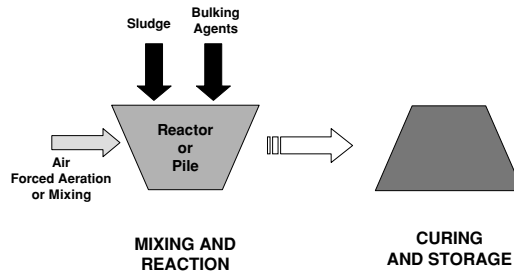 Sludge
Bulking
Agents
Reactor
or
Pile
Air
Forced Aeration
or Mixing
MIXING AND
REACTION
CURING
AND STORAGE